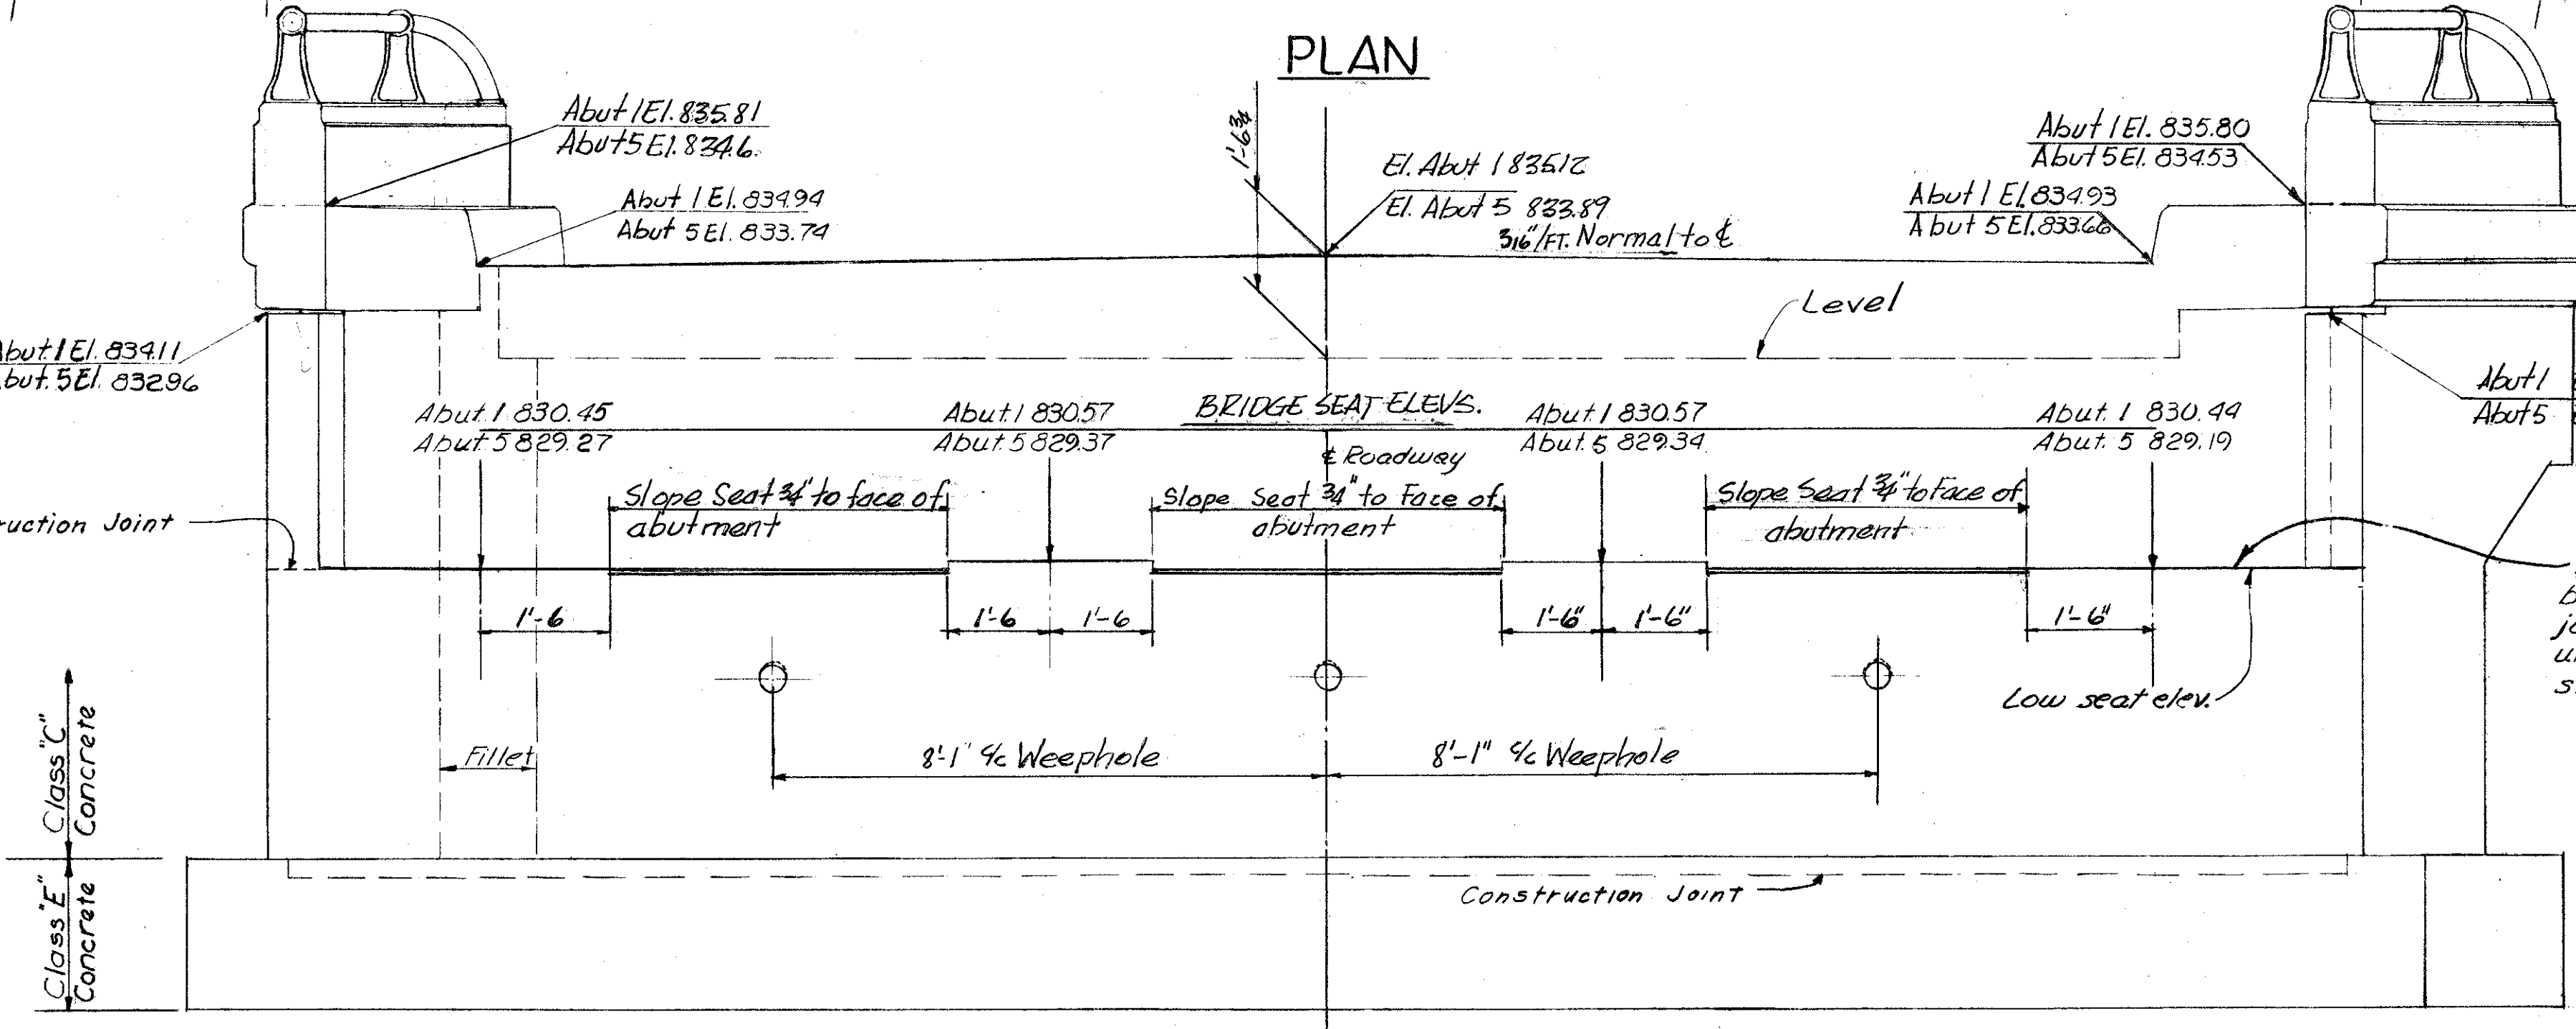 PLAN
Abut 1 El. 835.81
Abut 5 El. 834.6
1'-6¾
El. Abut 1 835.12
El. Abut 5 833.89
3/16"/FT. Normal to ℄
Abut 1 El. 835.80
Abut 5 El. 834.53
Abut 1 El. 834.94
Abut 5 El. 833.74
Abut 1 El. 834.93
Abut 5 El. 833.66
Level
Abut. 1 El. 834.11
but. 5 El. 832.96
Abut 1
Abut 5
BRIDGE SEAT ELEVS.
Abut. 1 830.45
Abut 5 829.27
Abut. 1 830.57
Abut. 5 829.37
Abut. 1 830.57
Abut. 5 829.34
Abut. 1 830.44
Abut. 5 829.19
℄ Roadway
Slope Seat ¾" to face of
abutment
Slope Seat ¾" to Face of
abutment
Slope Seat ¾" to Face of
abutment
ruction Joint
1'-6
1'-6
1'-6
1'-6"
1'-6"
1'-6"
Low seat elev.
Class "C"
Concrete
Fillet
8'-1" c/c Weephole
8'-1" c/c Weephole
Class "E"
Concrete
Construction Joint